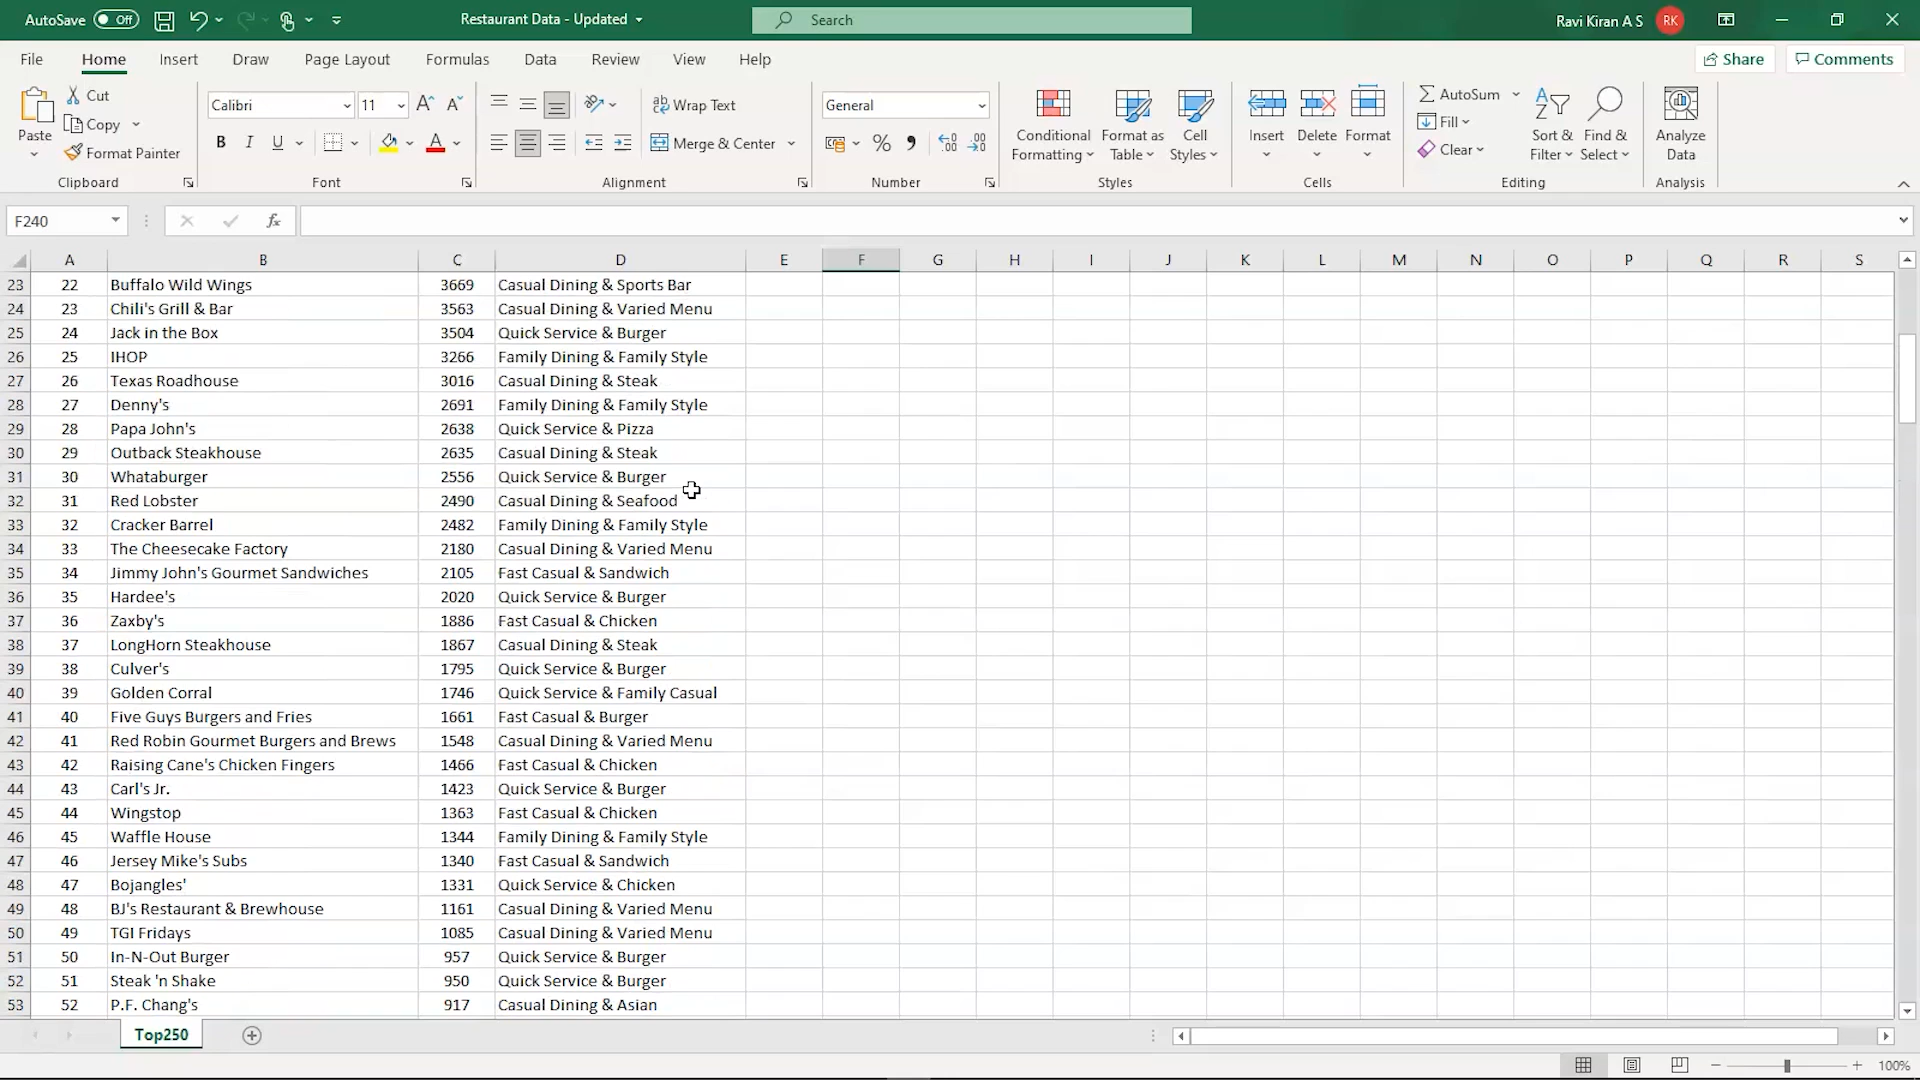 AutoSave Off Restaurant Data - Updated Search Ravi Kiran A S RK
File Home Insert Draw Page Layout Formulas Data Review View Help Share Comments
Paste Cut Copy Format Painter Clipboard
Calibri 11 B I U A Font
Wrap Text Merge & Center Alignment
General % Number
Conditional Formatting Format as Table Cell Styles Styles
Insert Delete Format Cells
AutoSum Fill Clear Sort & Filter Find & Select Editing
Analyze Data Analysis
F240 fx
A B C D E F G H I J K L M N O P Q R S
23 22 Buffalo Wild Wings 3669 Casual Dining & Sports Bar
24 23 Chili's Grill & Bar 3563 Casual Dining & Varied Menu
25 24 Jack in the Box 3504 Quick Service & Burger
26 25 IHOP 3266 Family Dining & Family Style
27 26 Texas Roadhouse 3016 Casual Dining & Steak
28 27 Denny's 2691 Family Dining & Family Style
29 28 Papa John's 2638 Quick Service & Pizza
30 29 Outback Steakhouse 2635 Casual Dining & Steak
31 30 Whataburger 2556 Quick Service & Burger
32 31 Red Lobster 2490 Casual Dining & Seafood
33 32 Cracker Barrel 2482 Family Dining & Family Style
34 33 The Cheesecake Factory 2180 Casual Dining & Varied Menu
35 34 Jimmy John's Gourmet Sandwiches 2105 Fast Casual & Sandwich
36 35 Hardee's 2020 Quick Service & Burger
37 36 Zaxby's 1886 Fast Casual & Chicken
38 37 LongHorn Steakhouse 1867 Casual Dining & Steak
39 38 Culver's 1795 Quick Service & Burger
40 39 Golden Corral 1746 Quick Service & Family Casual
41 40 Five Guys Burgers and Fries 1661 Fast Casual & Burger
42 41 Red Robin Gourmet Burgers and Brews 1548 Casual Dining & Varied Menu
43 42 Raising Cane's Chicken Fingers 1466 Fast Casual & Chicken
44 43 Carl's Jr. 1423 Quick Service & Burger
45 44 Wingstop 1363 Fast Casual & Chicken
46 45 Waffle House 1344 Family Dining & Family Style
47 46 Jersey Mike's Subs 1340 Fast Casual & Sandwich
48 47 Bojangles' 1331 Quick Service & Chicken
49 48 BJ's Restaurant & Brewhouse 1161 Casual Dining & Varied Menu
50 49 TGI Fridays 1085 Casual Dining & Varied Menu
51 50 In-N-Out Burger 957 Quick Service & Burger
52 51 Steak 'n Shake 950 Quick Service & Burger
53 52 P.F. Chang's 917 Casual Dining & Asian
Top250
100%